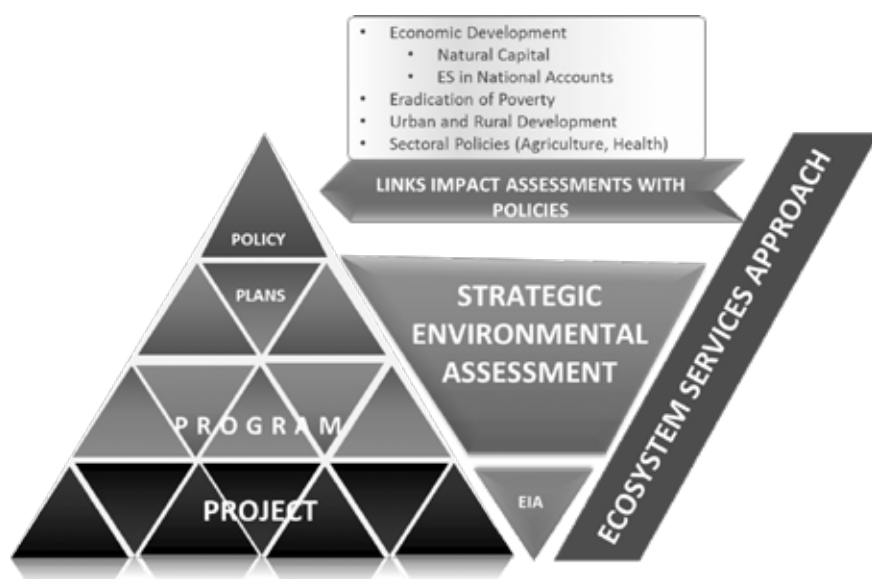 • Economic Development
• Natural Capital
• ES in National Accounts
• Eradication of Poverty
• Urban and Rural Development
• Sectoral Policies (Agriculture, Health)
LINKS IMPACT ASSESSMENTS WITH
POLICIES
POLICY
PLANS
PROGRAM
PROJECT
STRATEGIC
ENVIRONMENTAL
ASSESSMENT
EIA
ECOSYSTEM SERVICES APPROACH